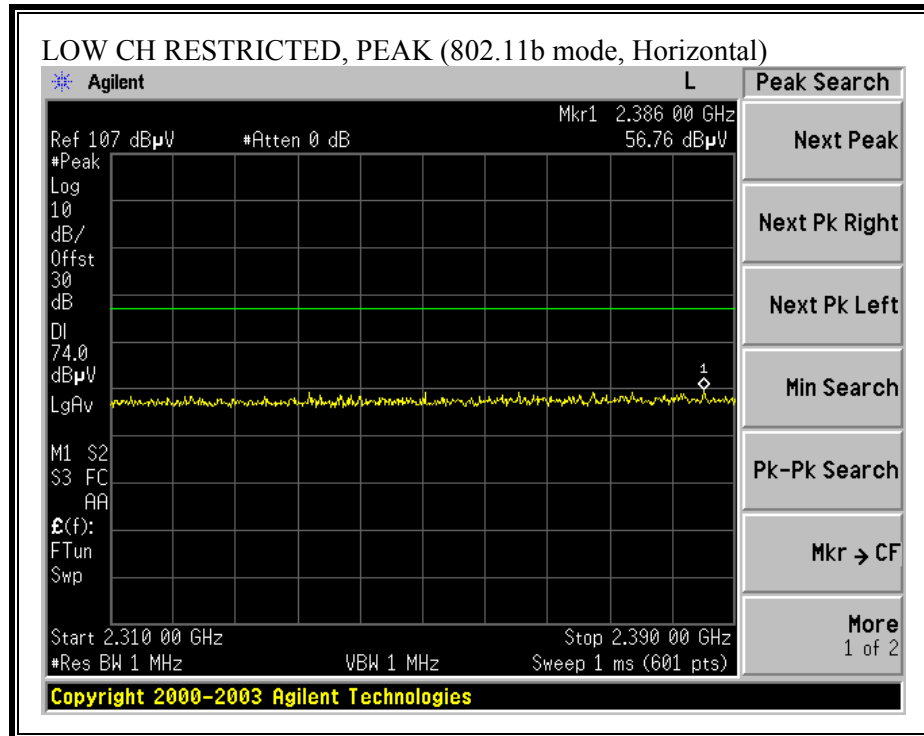 LOW CH RESTRICTED, PEAK (802.11b mode, Horizontal)
Agilent L Peak Search
Mkr1 2.386 00 GHz
Ref 107 dBµV #Atten 0 dB 56.76 dBµV
#Peak
Log
10
dB/
Offst
30
dB
DI
74.0
dBµV
LgAv
1
M1 S2
S3 FC
AA
£(f):
FTun
Swp
Start 2.310 00 GHz Stop 2.390 00 GHz
#Res BW 1 MHz VBW 1 MHz Sweep 1 ms (601 pts)
Next Peak
Next Pk Right
Next Pk Left
Min Search
Pk-Pk Search
Mkr → CF
More
1 of 2
Copyright 2000-2003 Agilent Technologies